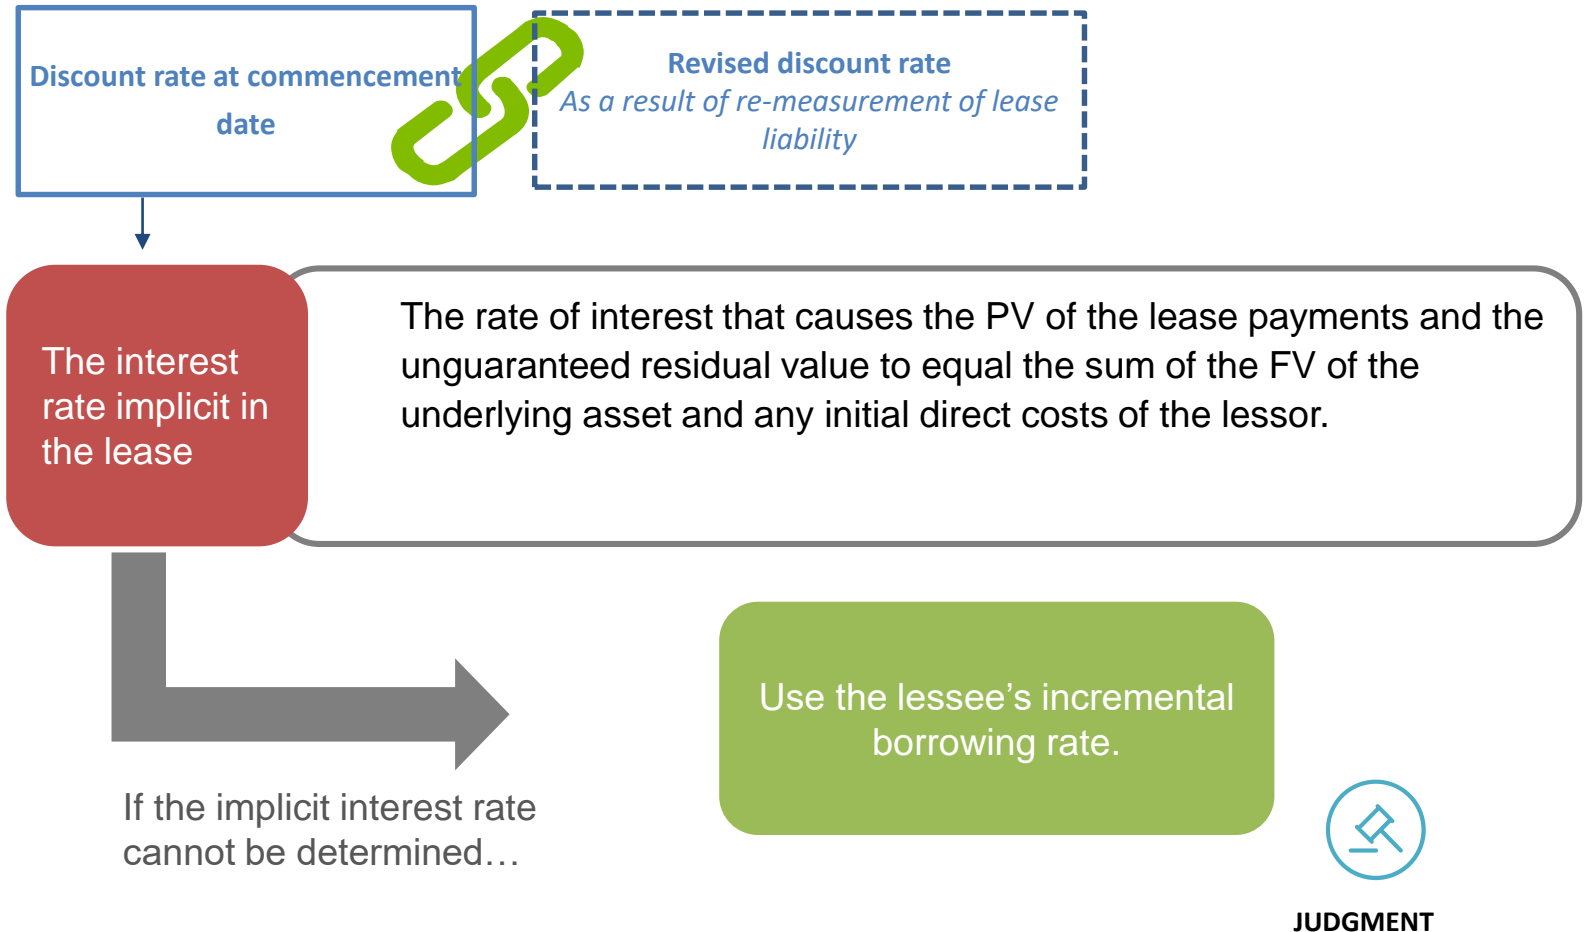 Discount rate at commencement
date
Revised discount rate
As a result of re-measurement of lease
liability
The interest
rate implicit in
the lease
The rate of interest that causes the PV of the lease payments and the
unguaranteed residual value to equal the sum of the FV of the
underlying asset and any initial direct costs of the lessor.
Use the lessee’s incremental
borrowing rate.
If the implicit interest rate
cannot be determined…
JUDGMENT